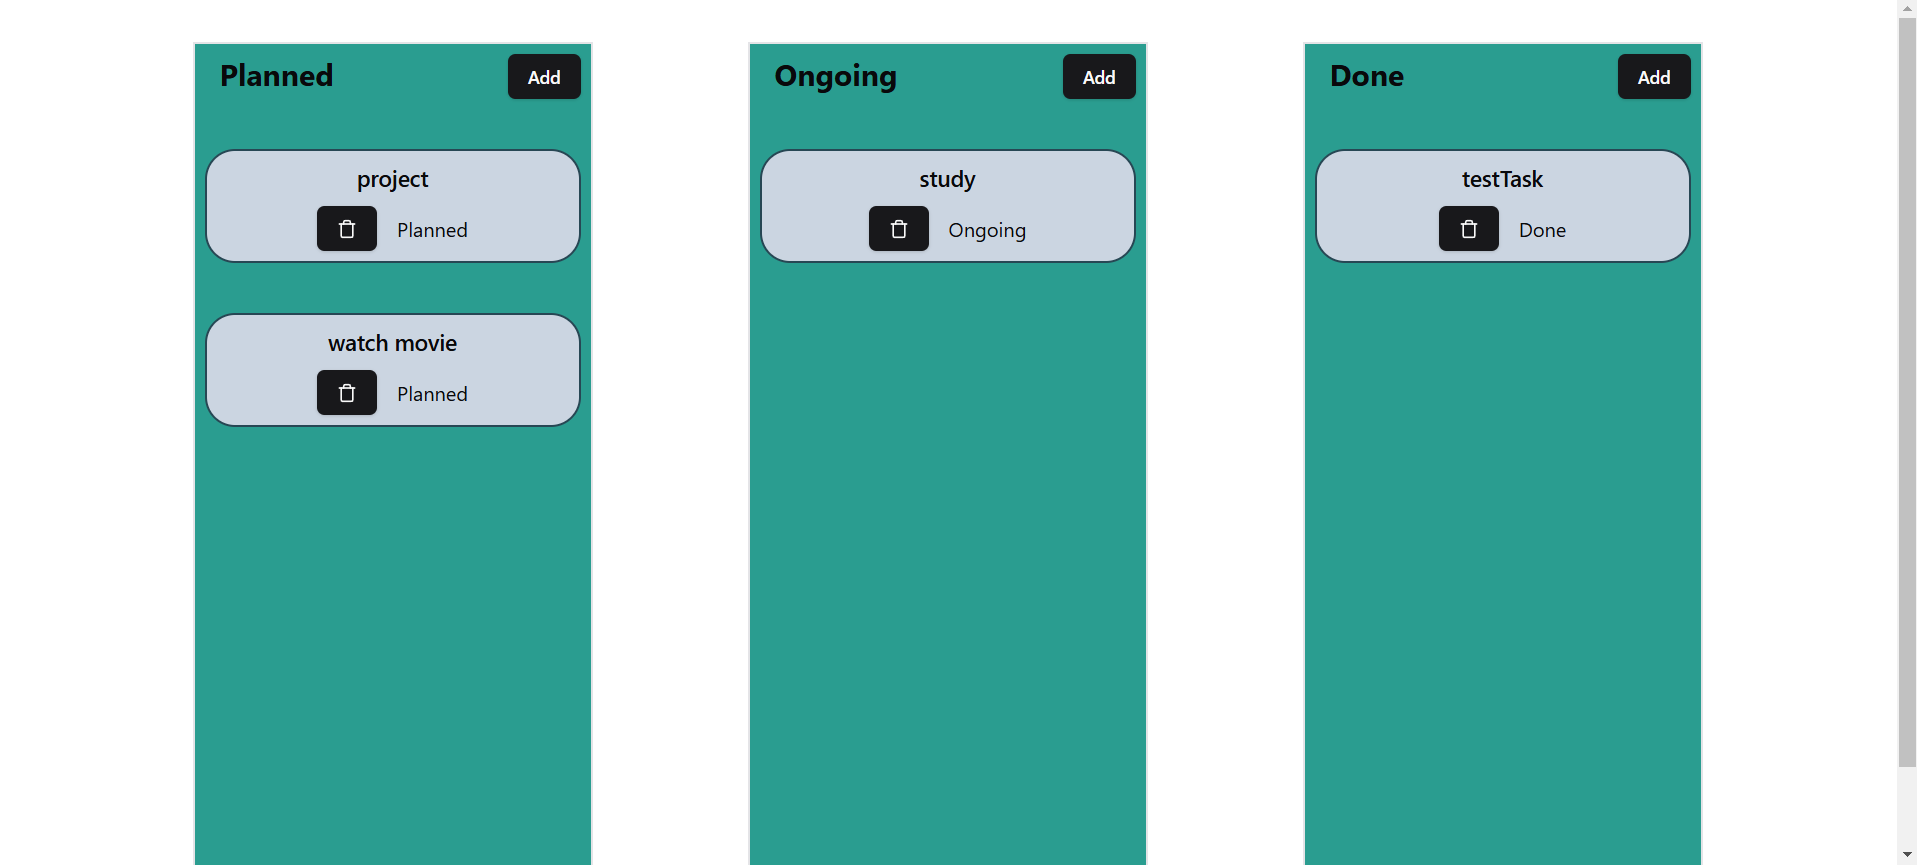 Planned
Add
project
Planned
watch movie
Planned
Ongoing
Add
study
Ongoing
Done
Add
testTask
Done